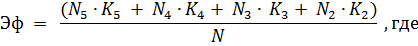 Эф = (N₅ · K₅ + N₄ · K₄ + N₃ · K₃ + N₂ · K₂) / N , где